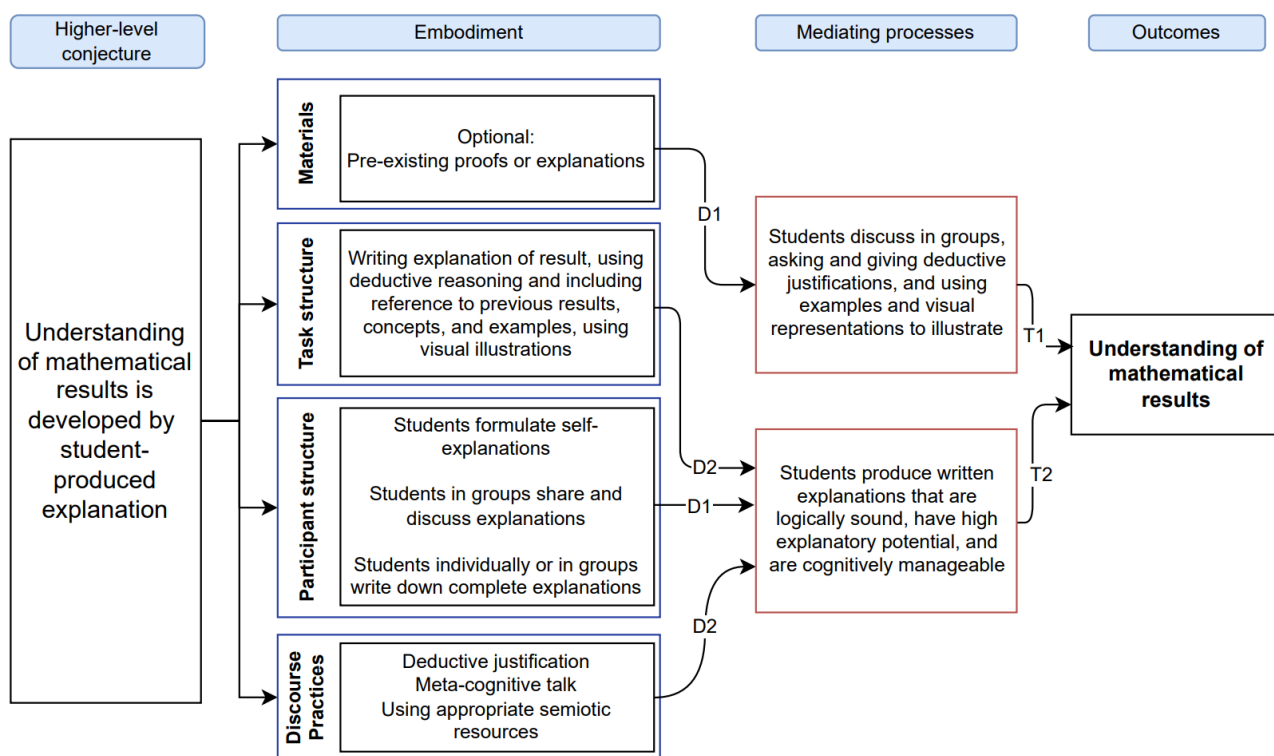 Higher-level
conjecture
Embodiment
Mediating processes
Outcomes
Understanding
of mathematical
results is
developed by
student-
produced
explanation
Materials
Optional:
Pre-existing proofs or explanations
Task structure
Writing explanation of result, using
deductive reasoning and including
reference to previous results,
concepts, and examples, using
visual illustrations
Participant structure
Students formulate self-
explanations
Students in groups share and
discuss explanations
Students individually or in groups
write down complete explanations
Discourse
Practices
Deductive justification
Meta-cognitive talk
Using appropriate semiotic
resources
D1
D2
D1
D2
Students discuss in groups,
asking and giving deductive
justifications, and using
examples and visual
representations to illustrate
Students produce written
explanations that are
logically sound, have high
explanatory potential, and
are cognitively manageable
T1
T2
Understanding of
mathematical
results